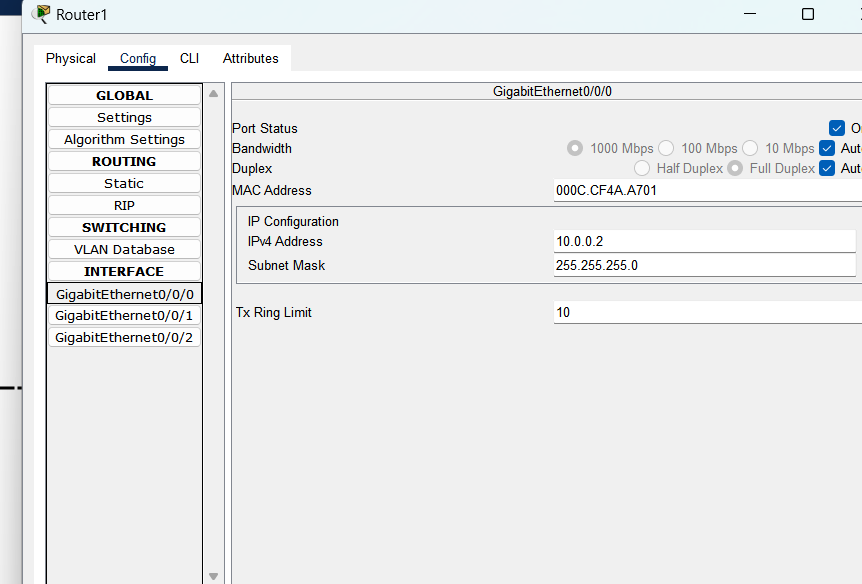 Router1
Physical Config CLI Attributes
GLOBAL
Settings
Algorithm Settings
ROUTING
Static
RIP
SWITCHING
VLAN Database
INTERFACE
GigabitEthernet0/0/0
GigabitEthernet0/0/1
GigabitEthernet0/0/2
GigabitEthernet0/0/0
Port Status
Bandwidth 1000 Mbps 100 Mbps 10 Mbps Aut
Duplex Half Duplex Full Duplex Aut
MAC Address 000C.CF4A.A701
IP Configuration
IPv4 Address 10.0.0.2
Subnet Mask 255.255.255.0
Tx Ring Limit 10